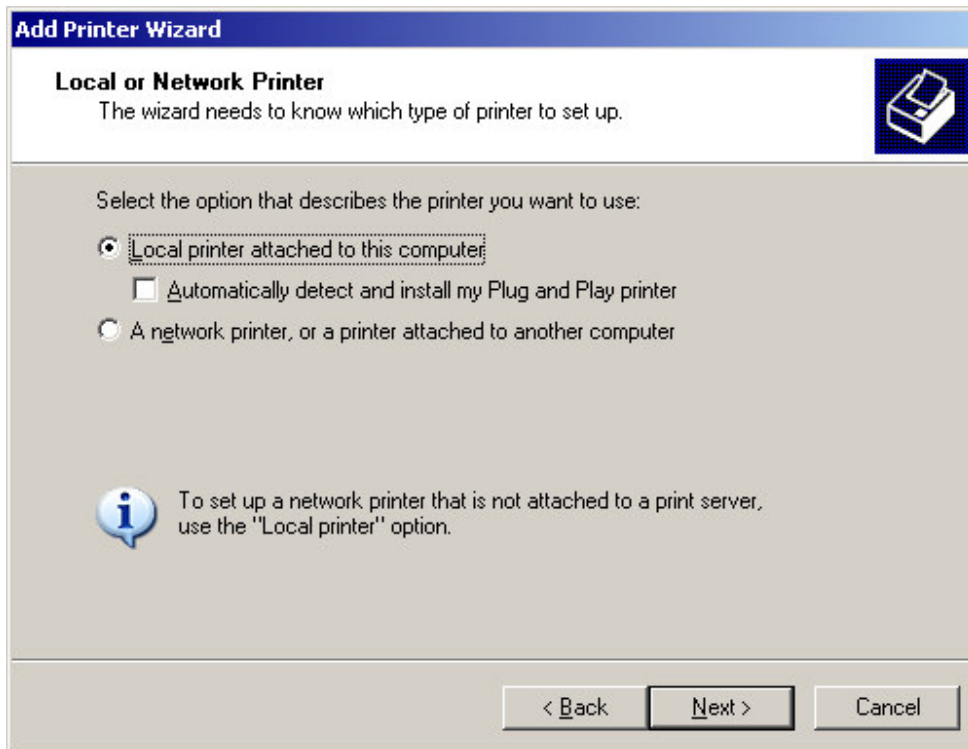 Add Printer Wizard
Local or Network Printer
The wizard needs to know which type of printer to set up.
Select the option that describes the printer you want to use:
Local printer attached to this computer
Automatically detect and install my Plug and Play printer
A network printer, or a printer attached to another computer
To set up a network printer that is not attached to a print server,
use the "Local printer" option.
< Back
Next >
Cancel